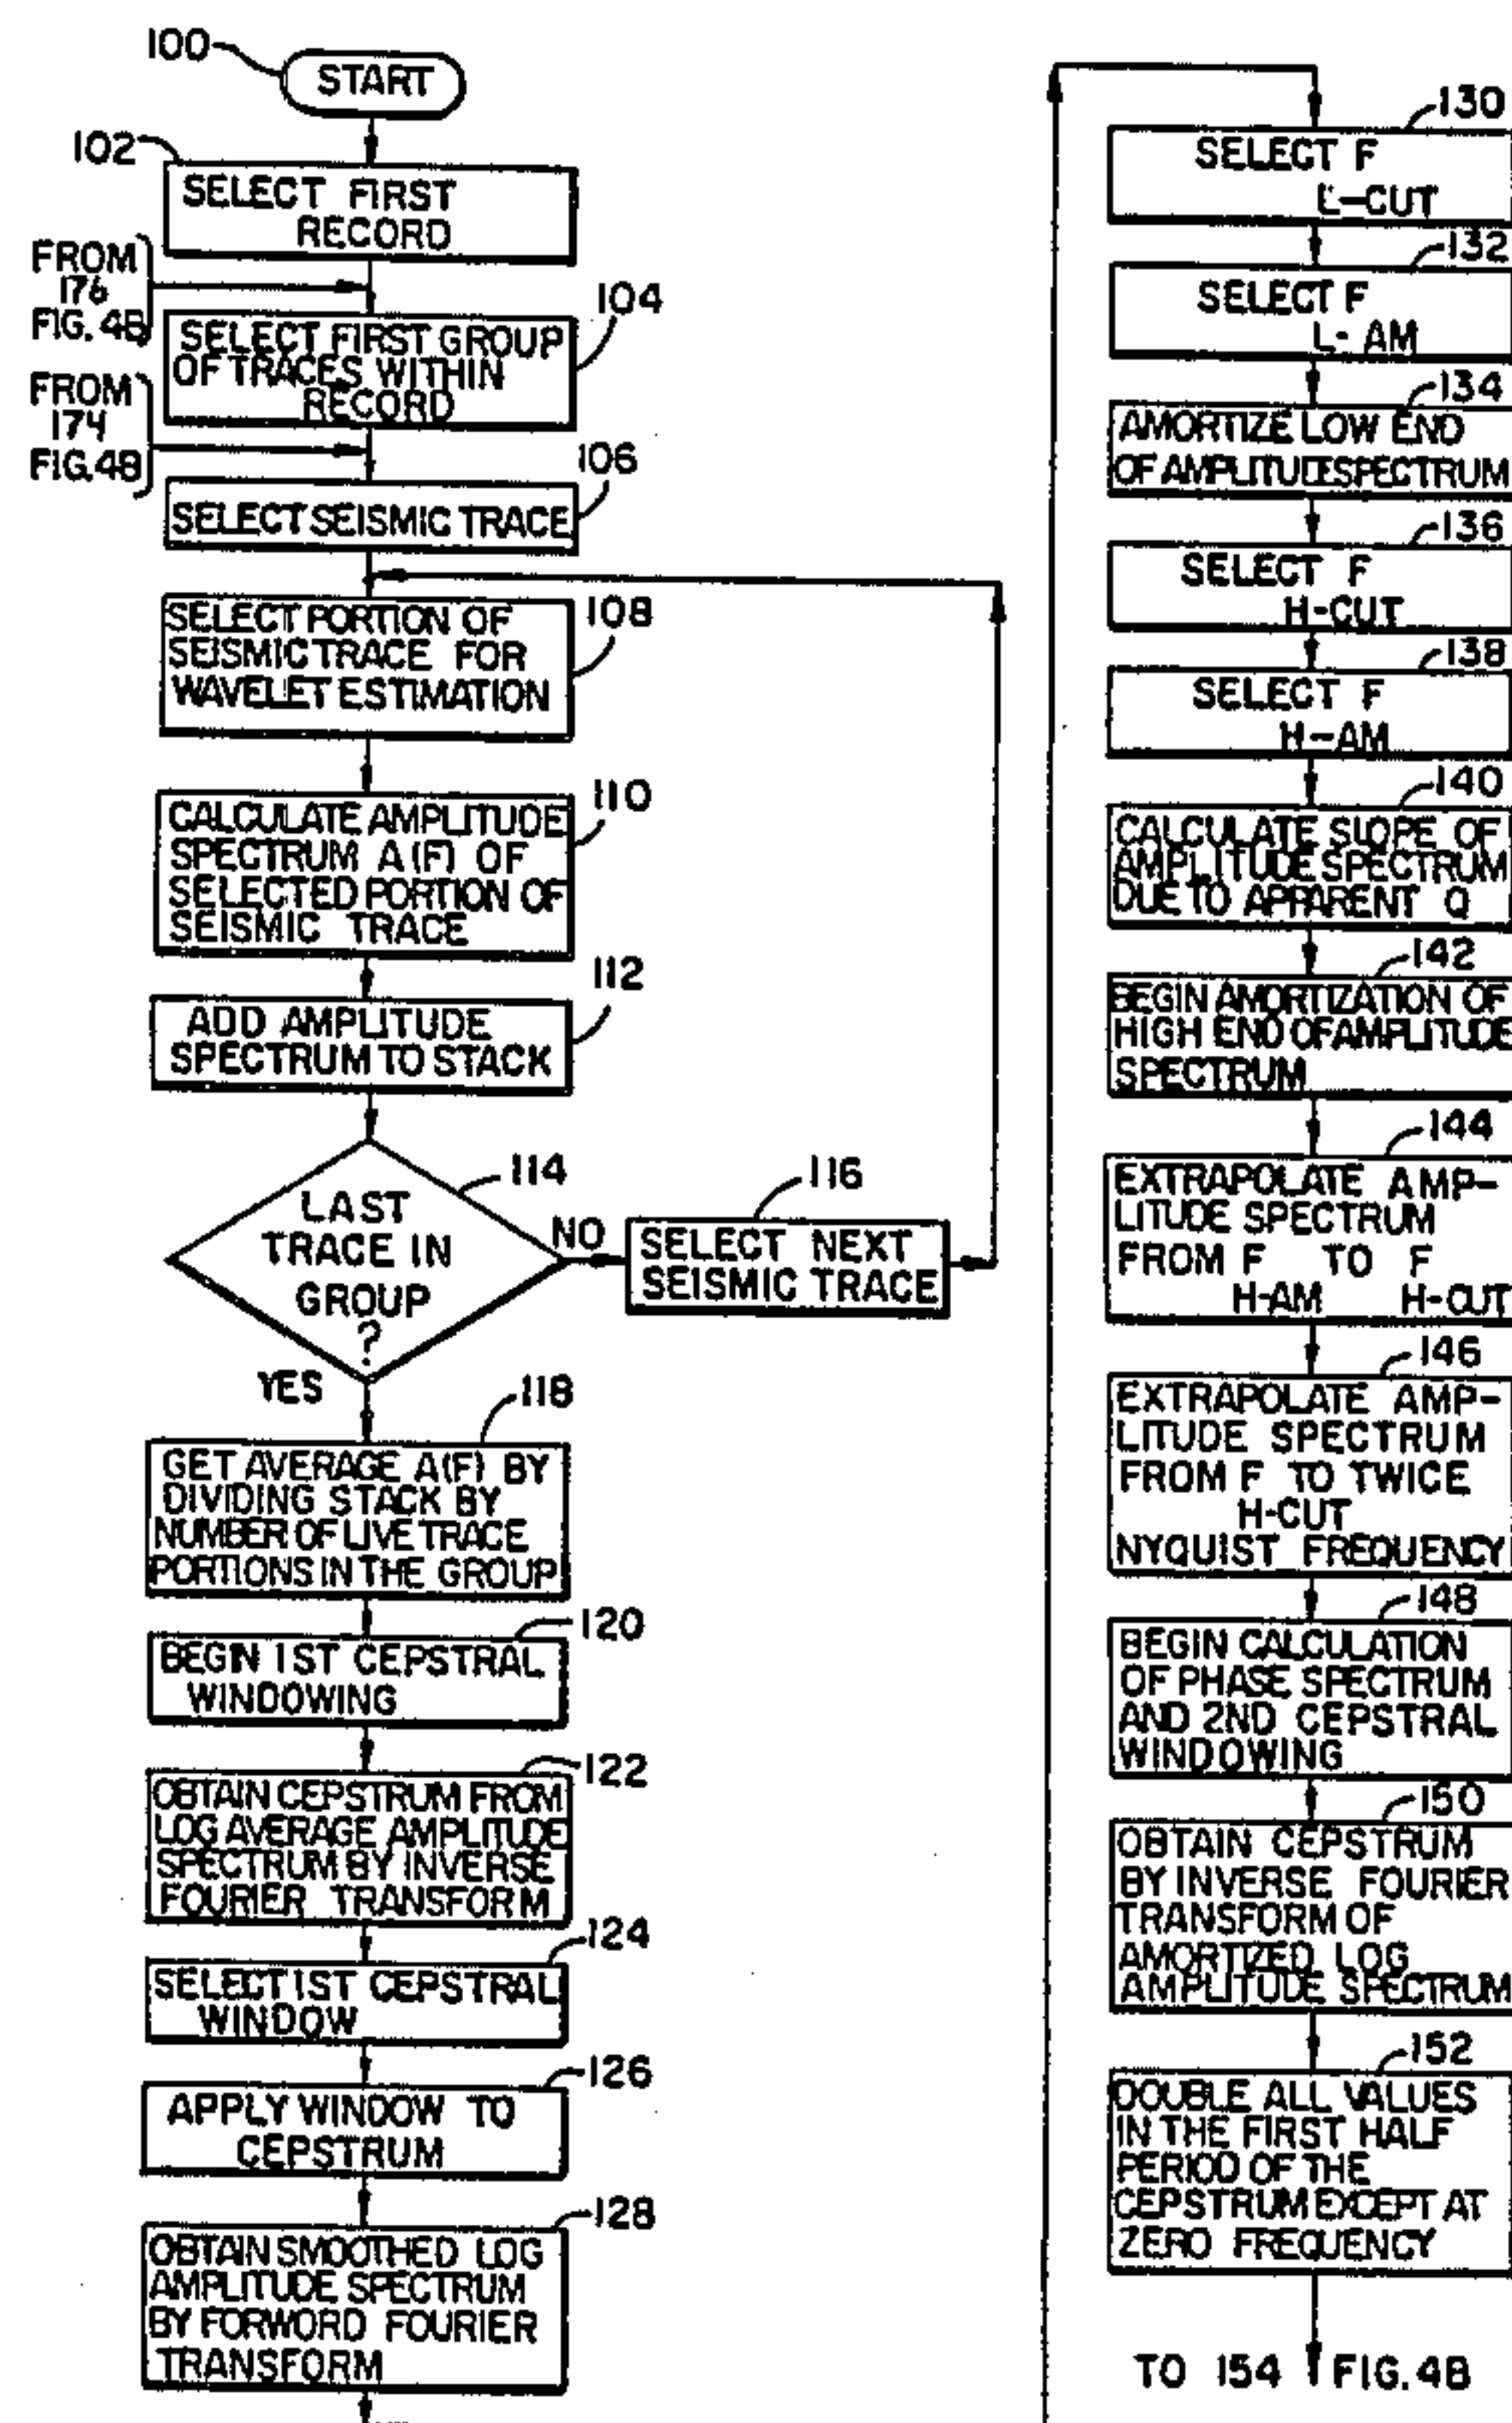 100
START
102
SELECT FIRST
RECORD
FROM
176
FIG. 4B
104
SELECT FIRST GROUP
OF TRACES WITHIN
RECORD
FROM
174
FIG.4B
106
SELECT SEISMIC TRACE
108
SELECT PORTION OF
SEISMIC TRACE FOR
WAVELET ESTIMATION
110
CALCULATE AMPLITUDE
SPECTRUM A(F) OF
SELECTED PORTION OF
SEISMIC TRACE
112
ADD AMPLITUDE
SPECTRUM TO STACK
114
LAST
TRACE IN
GROUP
?
NO
116
SELECT NEXT
SEISMIC TRACE
YES
118
GET AVERAGE A(F) BY
DIVIDING STACK BY
NUMBER OF LIVE TRACE
PORTIONS IN THE GROUP
120
BEGIN 1ST CEPSTRAL
WINDOWING
122
OBTAIN CEPSTRUM FROM
LOG AVERAGE AMPLITUDE
SPECTRUM BY INVERSE
FOURIER TRANSFORM
124
SELECT 1ST CEPSTRAL
WINDOW
126
APPLY WINDOW TO
CEPSTRUM
128
OBTAIN SMOOTHED LOG
AMPLITUDE SPECTRUM
BY FORWORD FOURIER
TRANSFORM
130
SELECT F
L-CUT
132
SELECT F
L-AM
134
AMORTIZE LOW END
OF AMPLITUDE SPECTRUM
136
SELECT F
H-CUT
138
SELECT F
H-AM
140
CALCULATE SLOPE OF
AMPLITUDE SPECTRUM
DUE TO APPARENT Q
142
BEGIN AMORTIZATION OF
HIGH END OF AMPLITUDE
SPECTRUM
144
EXTRAPOLATE AMP-
LITUDE SPECTRUM
FROM F TO F
H-AM H-CUT
146
EXTRAPOLATE AMP-
LITUDE SPECTRUM
FROM F TO TWICE
H-CUT
NYQUIST FREQUENCY
148
BEGIN CALCULATION
OF PHASE SPECTRUM
AND 2ND CEPSTRAL
WINDOWING
150
OBTAIN CEPSTRUM
BY INVERSE FOURIER
TRANSFORM OF
AMORTIZED LOG
AMPLITUDE SPECTRUM
152
DOUBLE ALL VALUES
IN THE FIRST HALF
PERIOD OF THE
CEPSTRUM EXCEPT AT
ZERO FREQUENCY
TO 154 FIG.4B